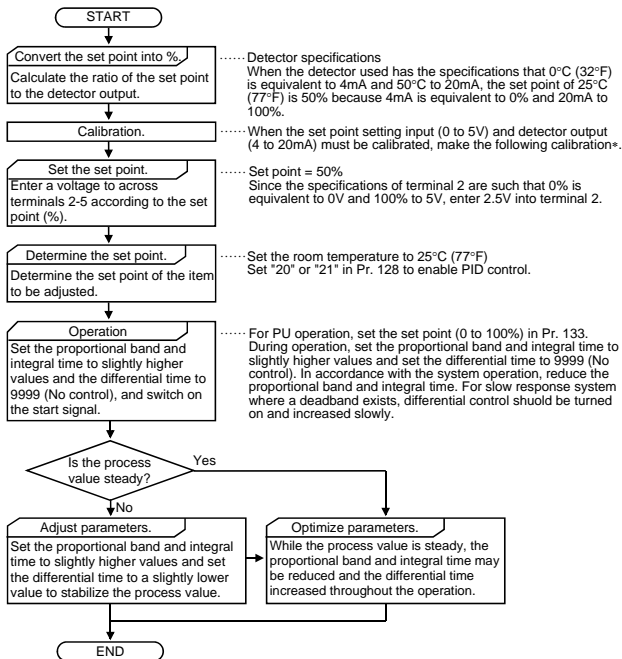 START
Convert the set point into %.
Calculate the ratio of the set point
to the detector output.
Detector specifications
When the detector used has the specifications that 0°C (32°F)
is equivalent to 4mA and 50°C to 20mA, the set point of 25°C
(77°F) is 50% because 4mA is equivalent to 0% and 20mA to
100%.
Calibration.
When the set point setting input (0 to 5V) and detector output
(4 to 20mA) must be calibrated, make the following calibration*.
Set the set point.
Enter a voltage to across
terminals 2-5 according to the set
point (%).
Set point = 50%
Since the specifications of terminal 2 are such that 0% is
equivalent to 0V and 100% to 5V, enter 2.5V into terminal 2.
Determine the set point.
Determine the set point of the item
to be adjusted.
Set the room temperature to 25°C (77°F)
Set "20" or "21" in Pr. 128 to enable PID control.
Operation
Set the proportional band and
integral time to slightly higher
values and the differential time to
9999 (No control), and switch on
the start signal.
For PU operation, set the set point (0 to 100%) in Pr. 133.
During operation, set the proportional band and integral time to
slightly higher values and set the differential time to 9999 (No
control). In accordance with the system operation, reduce the
proportional band and integral time. For slow response system
where a deadband exists, differential control shuold be turned
on and increased slowly.
Is the process
value steady?
Yes
No
Adjust parameters.
Set the proportional band and integral
time to slightly higher values and set
the differential time to a slightly lower
value to stabilize the process value.
Optimize parameters.
While the process value is steady, the
proportional band and integral time may
be reduced and the differential time
increased throughout the operation.
END